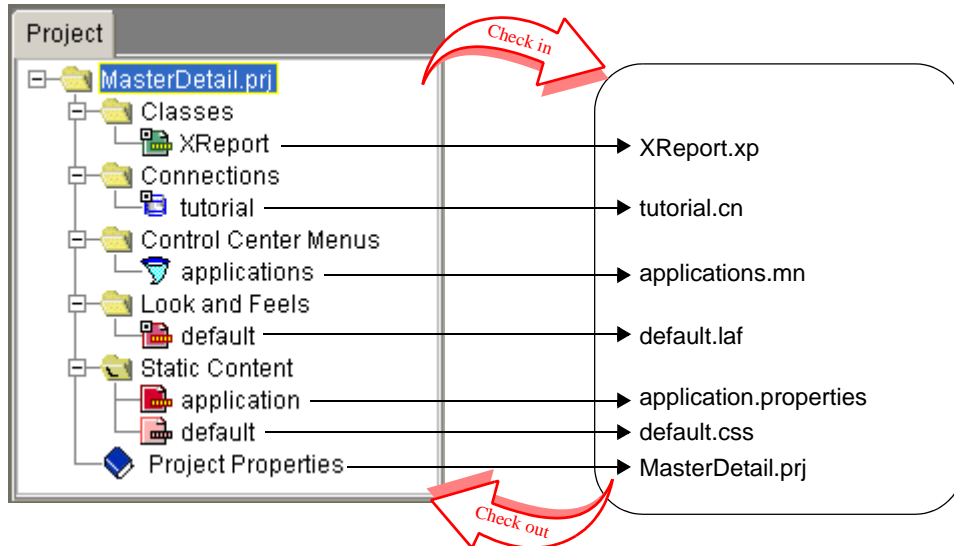 Project
Check in
MasterDetail.prj
Classes
XReport
XReport.xp
Connections
tutorial
tutorial.cn
Control Center Menus
applications
applications.mn
Look and Feels
default
default.laf
Static Content
application
application.properties
default
default.css
Project Properties
MasterDetail.prj
Check out